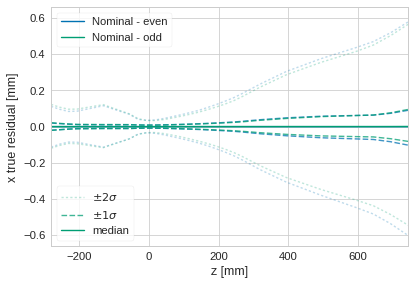 0.6
0.4
0.2
0.0
−0.2
−0.4
−0.6
x true residual [mm]
Nominal - even
Nominal - odd
±2σ
±1σ
median
−200 0 200 400 600
z [mm]